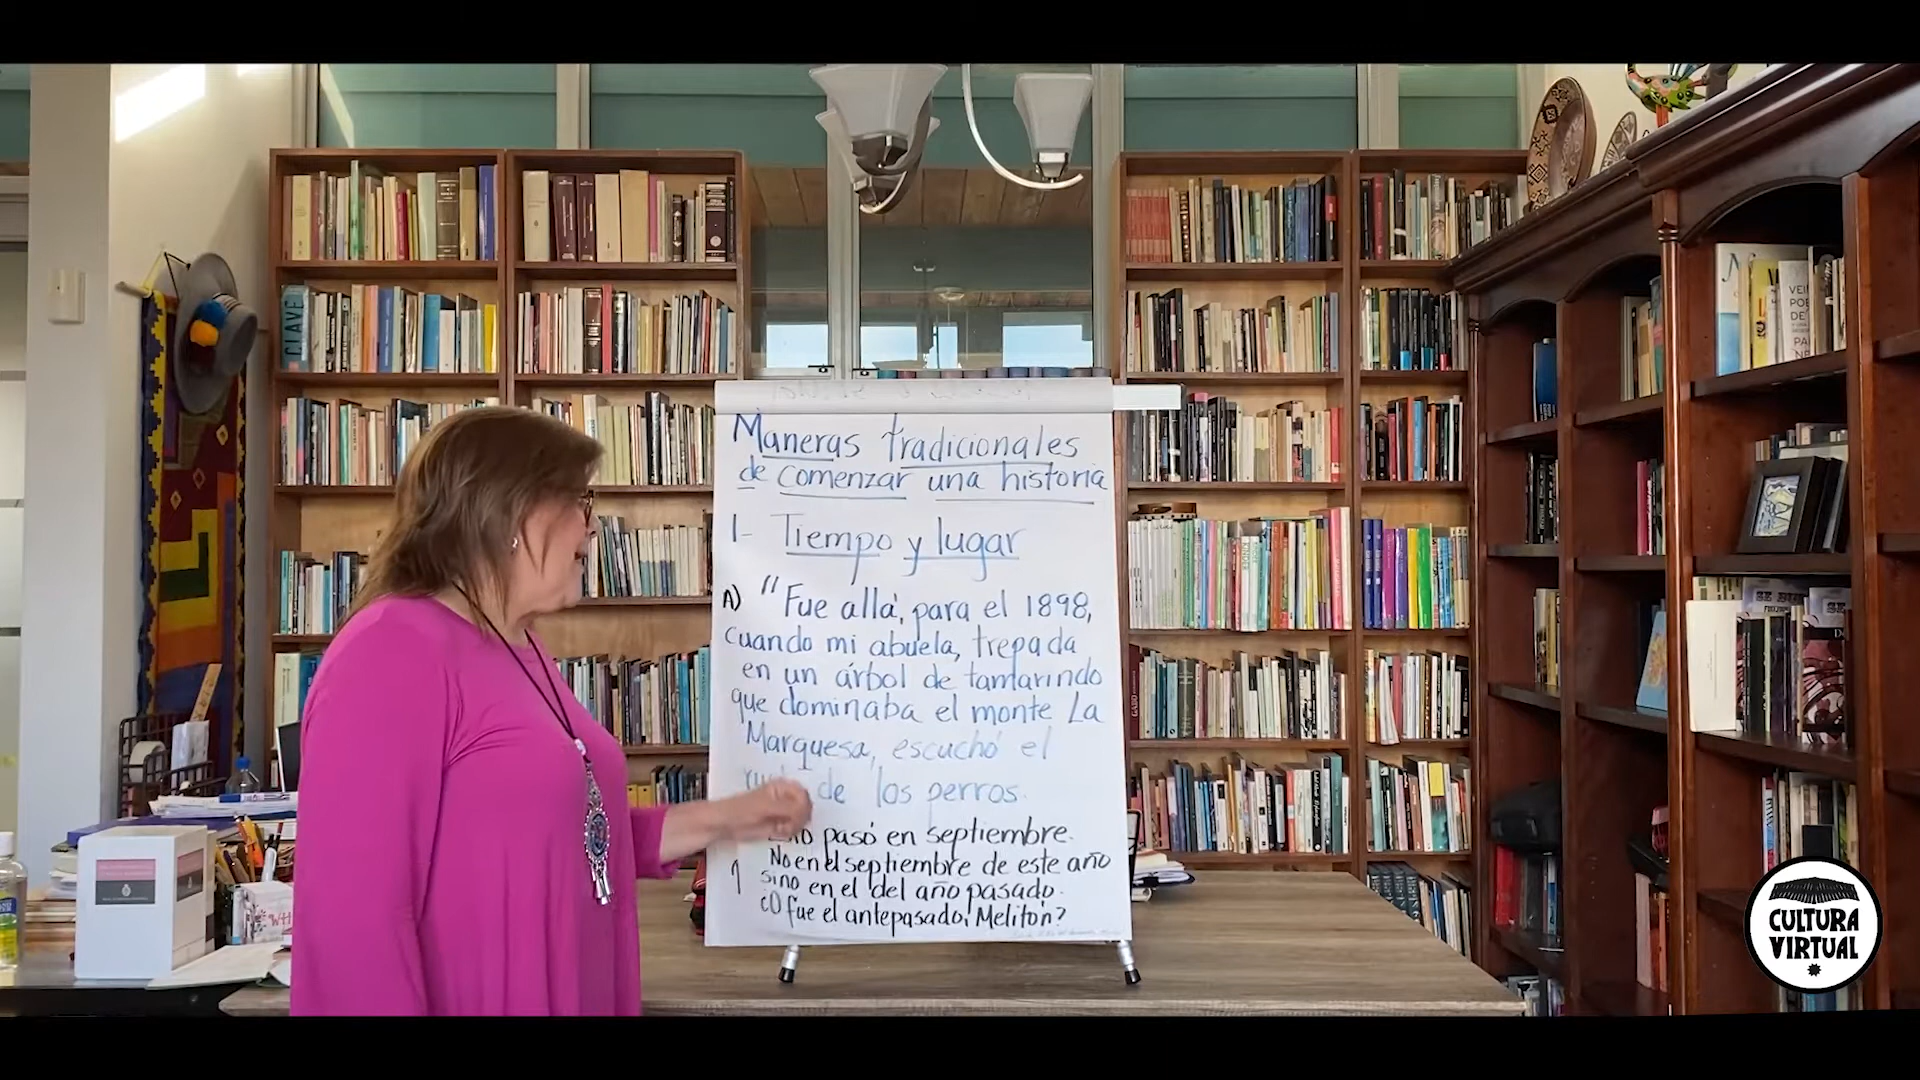 Maneras tradicionales
de comenzar una historia
1- Tiempo y lugar
A) "Fue allá, para el 1898,
cuando mi abuela, trepada
en un árbol de tamarindo
que dominaba el monte La
Marquesa, escuchó el
de los perros.
pasó en septiembre.
No en el septiembre de este año
sino en el del año pasado.
¿O fue el antepasado, Melitón?
CLAVE
CULTURA
VIRTUAL